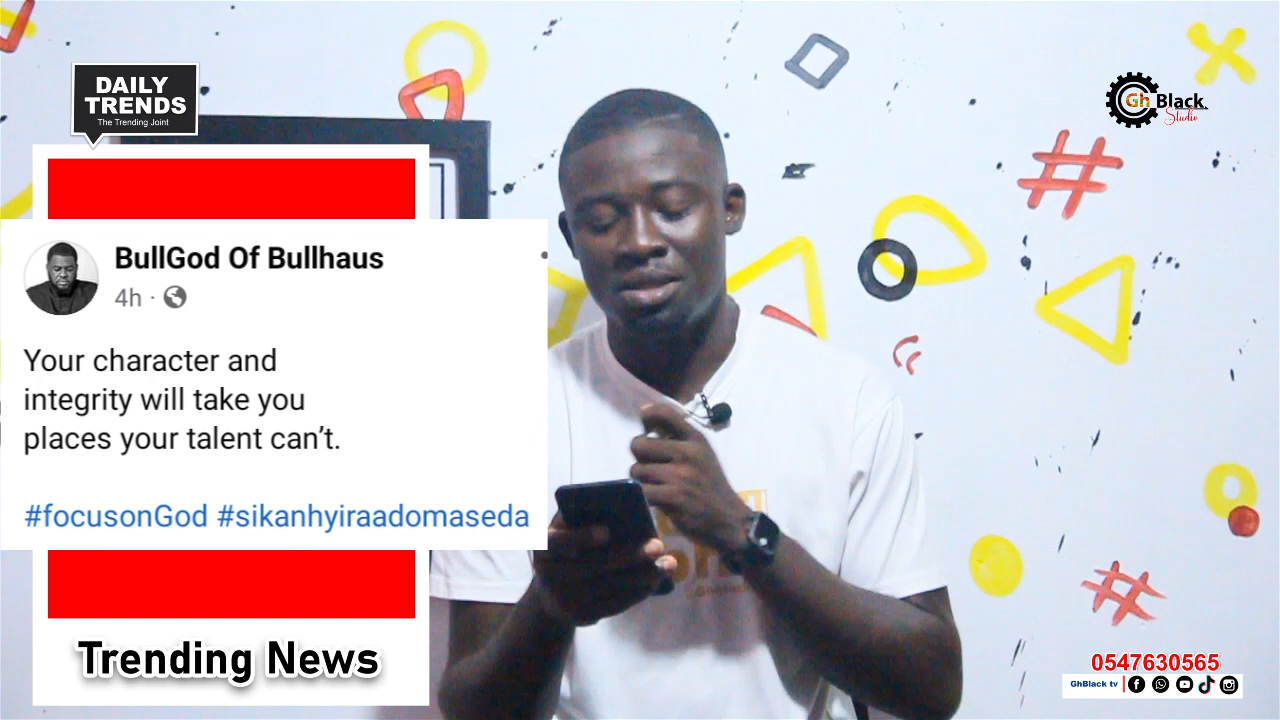 DAILY
TRENDS
The Trending Joint
Gh Black
Studio
#
BullGod Of Bullhaus
4h ·
Your character and
integrity will take you
places your talent can’t.
#focusonGod #sikanhyiraadomaseda
#
Trending News
0547630565
GhBlack tv